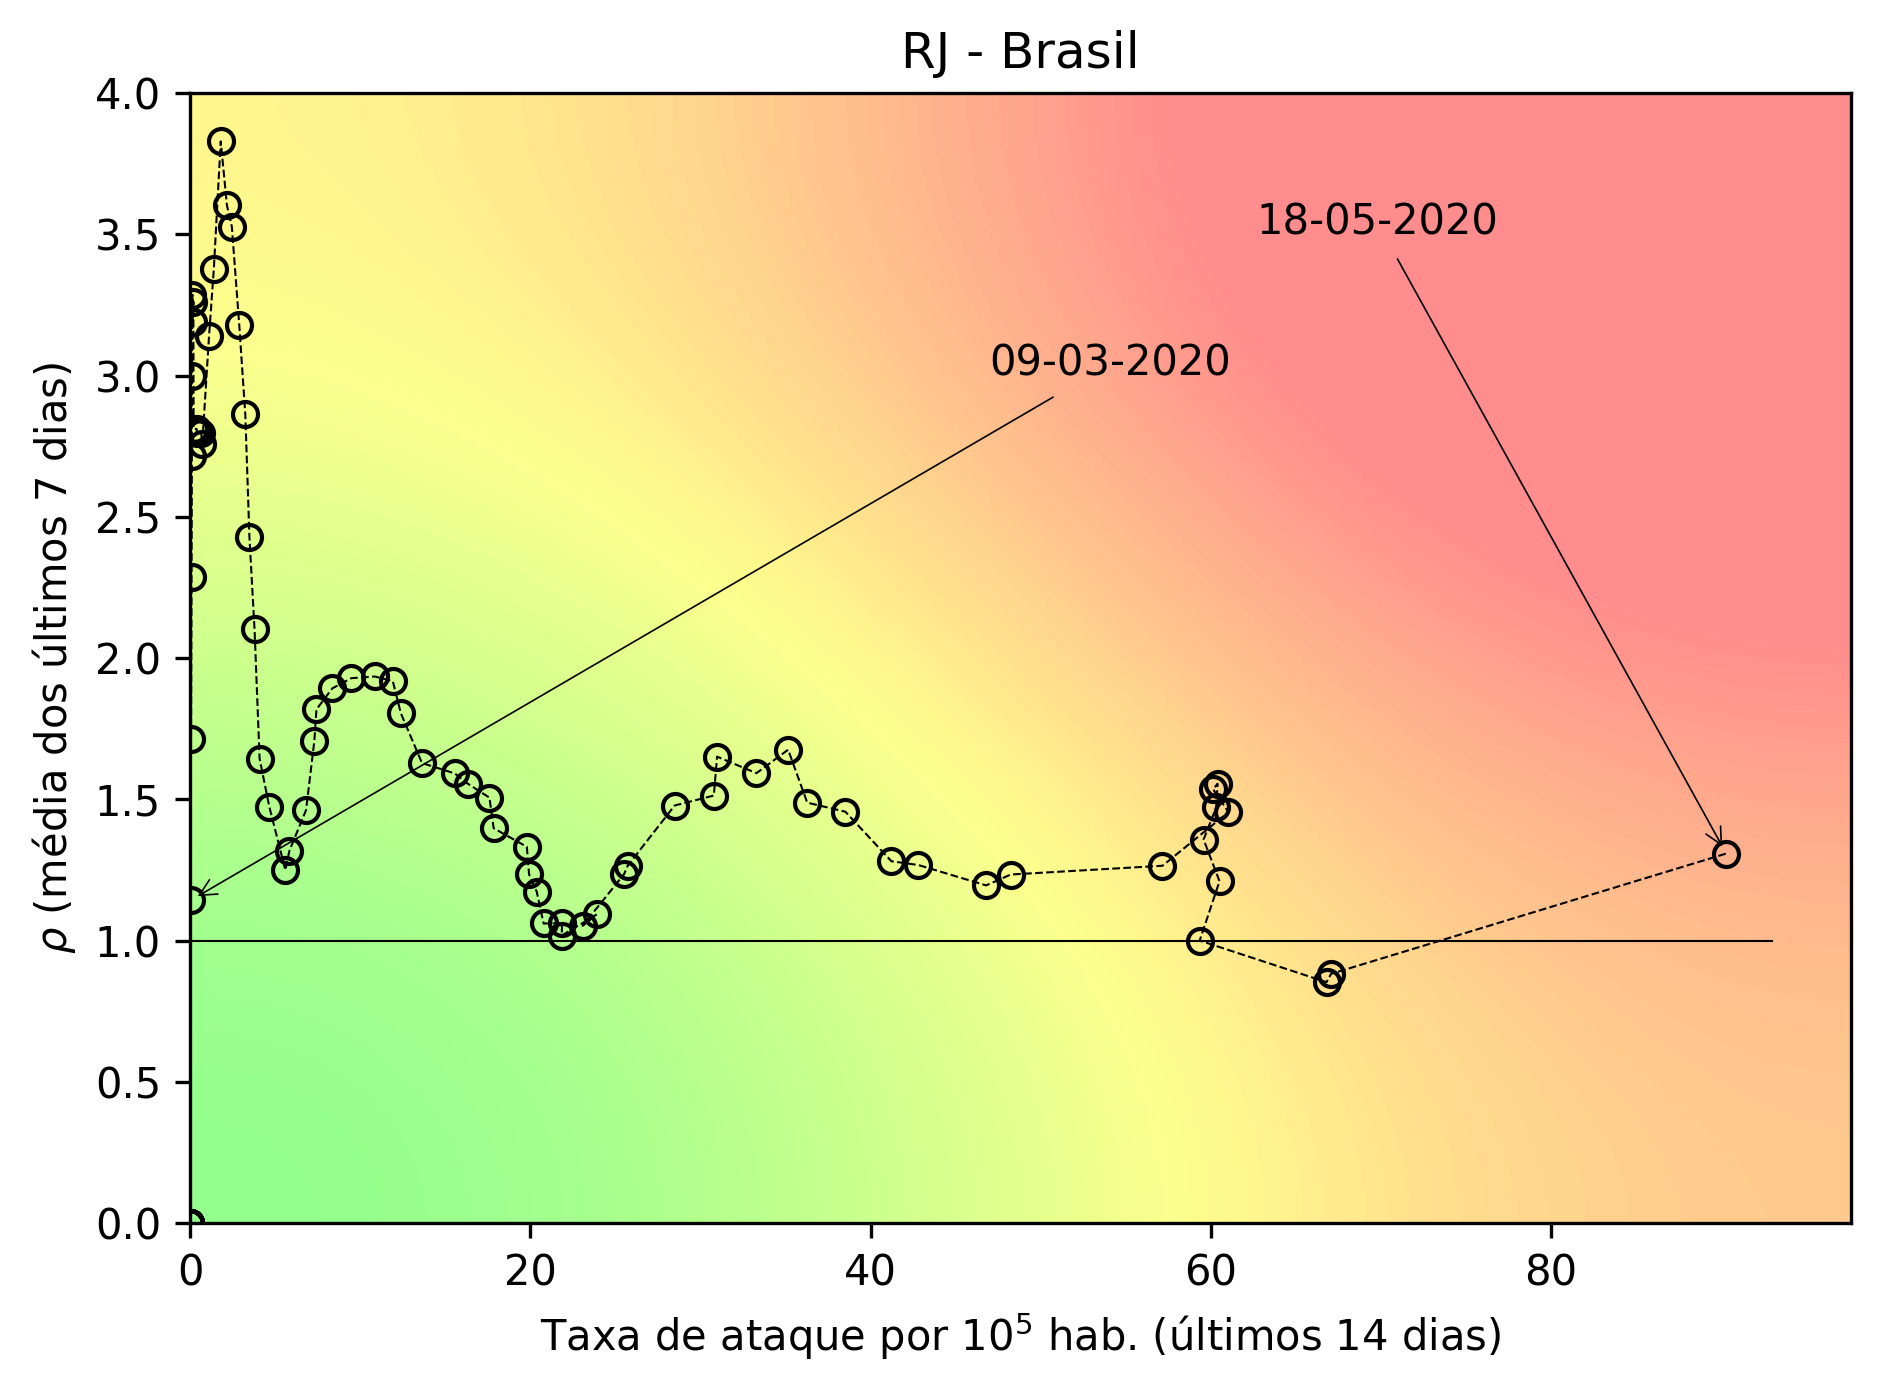 RJ - Brasil
4.0
3.5
3.0
2.5
2.0
1.5
1.0
0.5
0.0
ρ (média dos últimos 7 dias)
18-05-2020
09-03-2020
0 20 40 60 80
Taxa de ataque por 10⁵ hab. (últimos 14 dias)